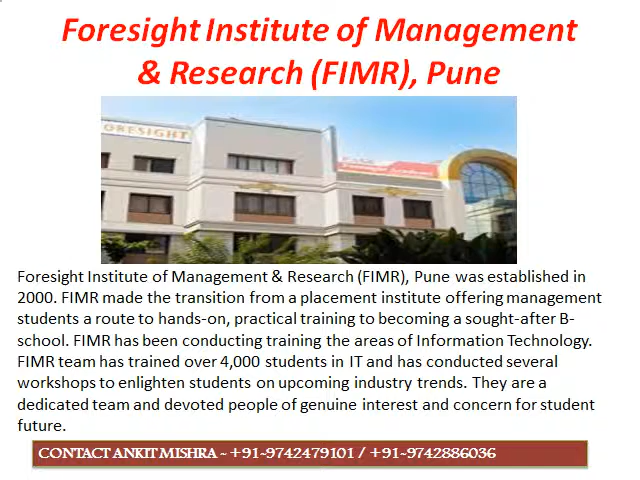 Foresight Institute of Management
& Research (FIMR), Pune
FORESIGHT
Foresight Institute of Management & Research (FIMR), Pune was established in
2000. FIMR made the transition from a placement institute offering management
students a route to hands-on, practical training to becoming a sought-after B-
school. FIMR has been conducting training the areas of Information Technology.
FIMR team has trained over 4,000 students in IT and has conducted several
workshops to enlighten students on upcoming industry trends. They are a
dedicated team and devoted people of genuine interest and concern for student
future.
CONTACT ANKIT MISHRA ~ +91~9742479101 / +91~9742886036